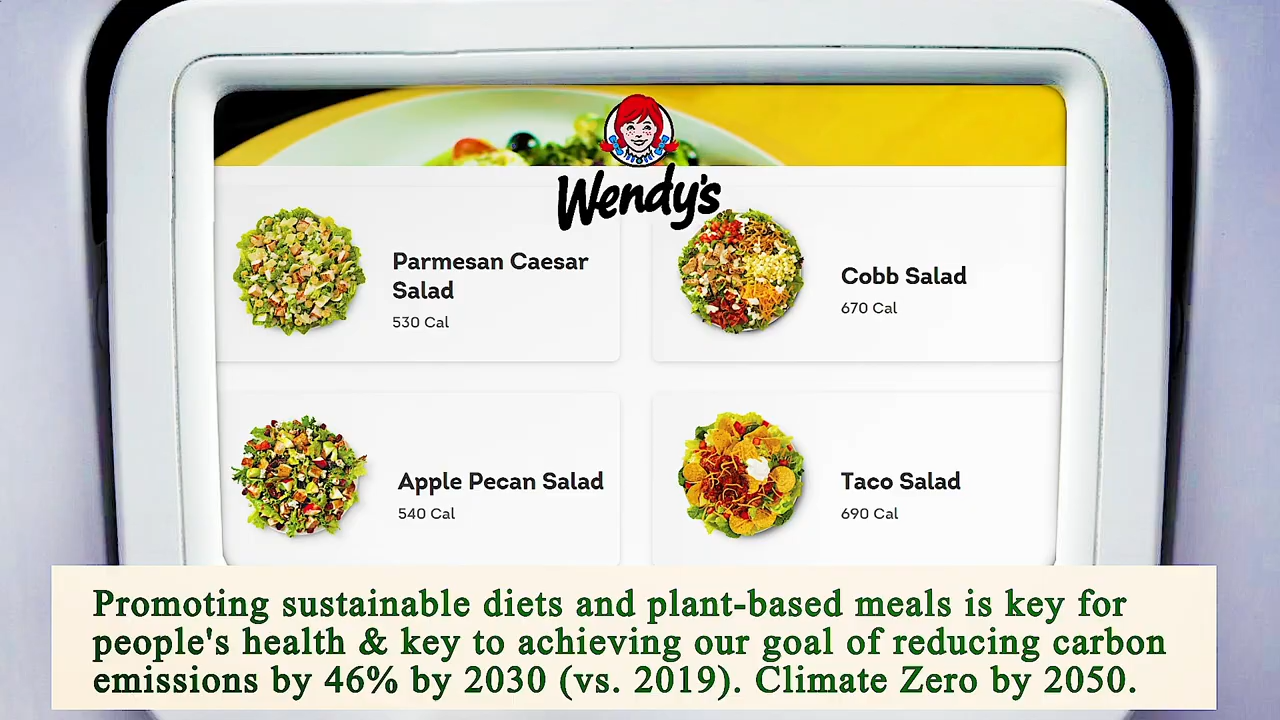 Wendy's
Parmesan Caesar
Salad
530 Cal
Cobb Salad
670 Cal
Apple Pecan Salad
540 Cal
Taco Salad
690 Cal
Promoting sustainable diets and plant-based meals is key for
people's health & key to achieving our goal of reducing carbon
emissions by 46% by 2030 (vs. 2019). Climate Zero by 2050.